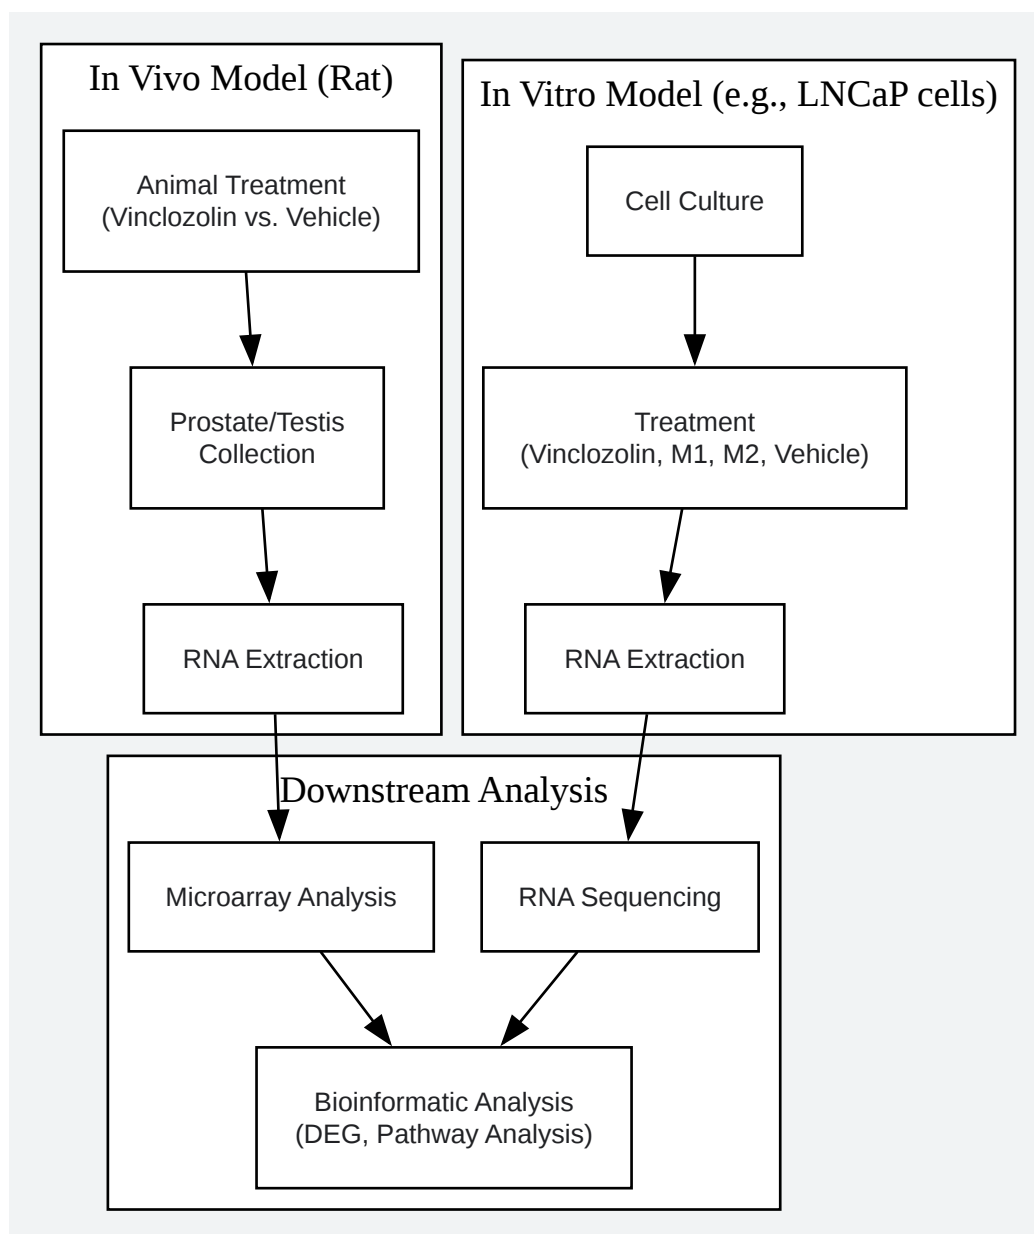 In Vivo Model (Rat)
Animal Treatment
(Vinclozolin vs. Vehicle)
Prostate/Testis
Collection
RNA Extraction
In Vitro Model (e.g., LNCaP cells)
Cell Culture
Treatment
(Vinclozolin, M1, M2, Vehicle)
RNA Extraction
Downstream Analysis
Microarray Analysis
RNA Sequencing
Bioinformatic Analysis
(DEG, Pathway Analysis)